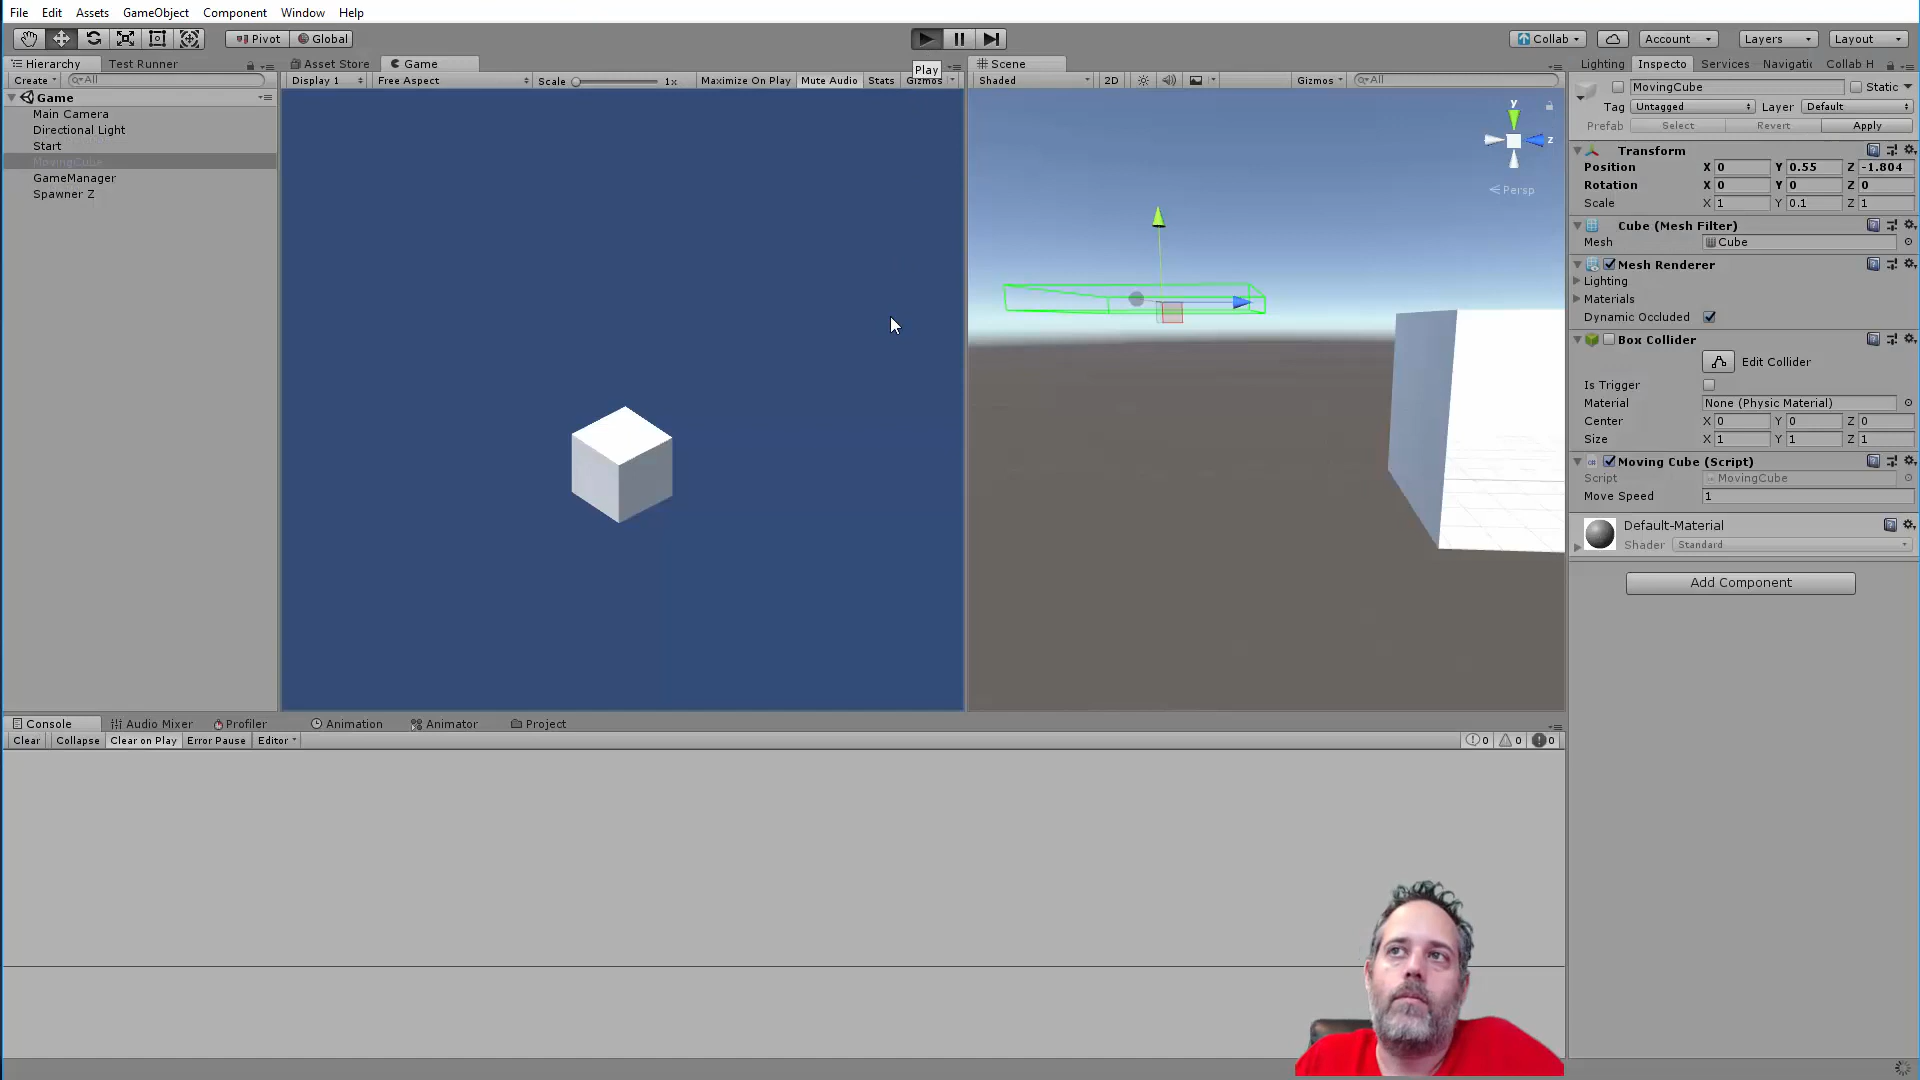 File Edit Assets GameObject Component Window Help
Pivot Global Collab Account Layers Layout
Hierarchy Test Runner Asset Store Game Play Scene Lighting Inspecto Services Navigatic Collab H
Create All Display 1 Free Aspect Scale 1x Maximize On Play Mute Audio Stats Gizmos Shaded 2D Gizmos All
MovingCube Static
Game
Main Camera
Directional Light
Start
MovingCube
GameManager
Spawner Z
y
z
Persp
Tag Untagged Layer Default
Prefab Select Revert Apply
Transform
Position X 0 Y 0.55 Z -1.804
Rotation X 0 Y 0 Z 0
Scale X 1 Y 0.1 Z 1
Cube (Mesh Filter)
Mesh Cube
Mesh Renderer
Lighting
Materials
Dynamic Occluded
Box Collider
Edit Collider
Is Trigger
Material None (Physic Material)
Center X 0 Y 0 Z 0
Size X 1 Y 1 Z 1
Moving Cube (Script)
Script MovingCube
Move Speed 1
Default-Material
Shader Standard
Add Component
Console Audio Mixer Profiler Animation Animator Project
Clear Collapse Clear on Play Error Pause Editor 0 0 0